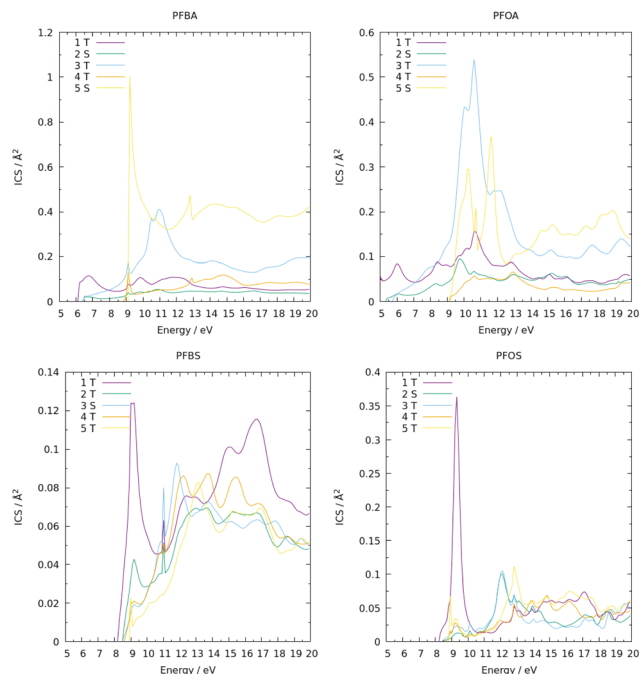 PFBA
1 T
2 S
3 T
4 T
5 S
ICS / Å²
1.2
1
0.8
0.6
0.4
0.2
0
5 6 7 8 9 10 11 12 13 14 15 16 17 18 19 20
Energy / eV
PFOA
1 T
2 S
3 T
4 T
5 S
ICS / Å²
0.6
0.5
0.4
0.3
0.2
0.1
0
5 6 7 8 9 10 11 12 13 14 15 16 17 18 19 20
Energy / eV
PFBS
1 T
2 T
3 S
4 T
5 T
ICS / Å²
0.14
0.12
0.1
0.08
0.06
0.04
0.02
0
5 6 7 8 9 10 11 12 13 14 15 16 17 18 19 20
Energy / eV
PFOS
1 T
2 S
3 T
4 T
5 T
ICS / Å²
0.4
0.35
0.3
0.25
0.2
0.15
0.1
0.05
0
5 6 7 8 9 10 11 12 13 14 15 16 17 18 19 20
Energy / eV